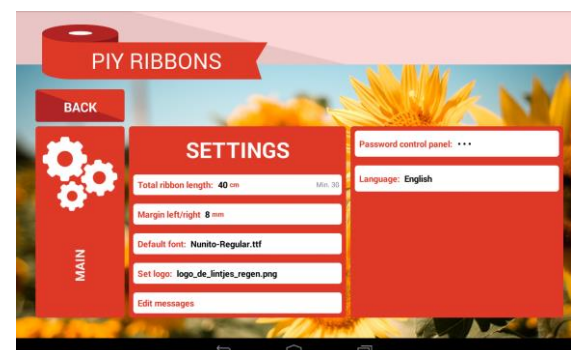 PIY RIBBONS
BACK
SETTINGS
Total ribbon length: 40 cm Min. 30
Margin left/right 8 mm
Default font: Nunito-Regular.ttf
Set logo: logo_de_lintjes_regen.png
Edit messages
MAIN
Password control panel: •••
Language: English